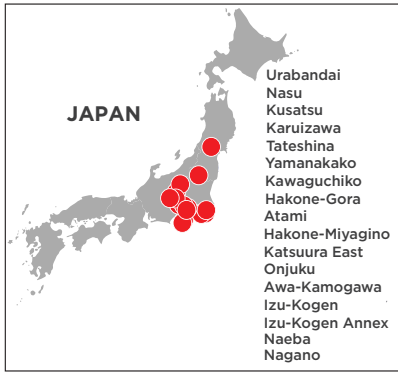 JAPAN
Urabandai
Nasu
Kusatsu
Karuizawa
Tateshina
Yamanakako
Kawaguchiko
Hakone-Gora
Atami
Hakone-Miyagino
Katsuura East
Onjuku
Awa-Kamogawa
Izu-Kogen
Izu-Kogen Annex
Naeba
Nagano